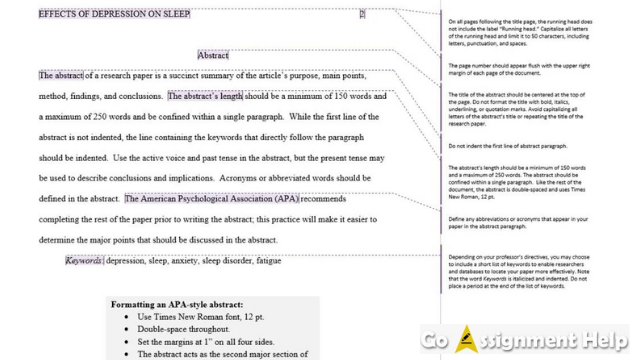 EFFECTS OF DEPRESSION ON SLEEP 2
Abstract
The abstract of a research paper is a succinct summary of the article's purpose, main points,
method, findings, and conclusions. The abstract's length should be a minimum of 150 words and
a maximum of 250 words and be confined within a single paragraph. While the first line of the
abstract is not indented, the line containing the keywords that directly follow the paragraph
should be indented. Use the active voice and past tense in the abstract, but the present tense may
be used to describe conclusions and implications. Acronyms or abbreviated words should be
defined in the abstract. The American Psychological Association (APA) recommends
completing the rest of the paper prior to writing the abstract; this practice will make it easier to
determine the major points that should be discussed in the abstract.
Keywords: depression, sleep, anxiety, sleep disorder, fatigue
Formatting an APA-style abstract:
• Use Times New Roman font, 12 pt.
• Double-space throughout.
• Set the margins at 1" on all four sides.
• The abstract acts as the second major section of
On all pages following the title page, the running head does
not include the label "Running head." Capitalize all letters
of the running head and limit it to 50 characters, including
letters, punctuation, and spaces.
The page number should appear flush with the upper right
margin of each page of the document.
The title of the abstract should be centered at the top of
the page. Do not format the title with bold, italics,
underlining, or quotation marks. Avoid capitalizing all
letters of the abstract's title or repeating the title of the
research paper.
Do not indent the first line of abstract paragraph.
The abstract's length should be a minimum of 150 words
and a maximum of 250 words. The abstract should be
confined within a single paragraph. Like the rest of the
document, the abstract is double-spaced and uses Times
New Roman, 12 pt.
Define any abbreviations or acronyms that appear in your
paper in the abstract paragraph.
Depending on your professor's directives, you may choose
to include a short list of keywords to enable researchers
and databases to locate your paper more effectively. Note
that the word Keywords is italicized and indented. Do not
place a period at the end of the list of keywords.
Go Assignment Help